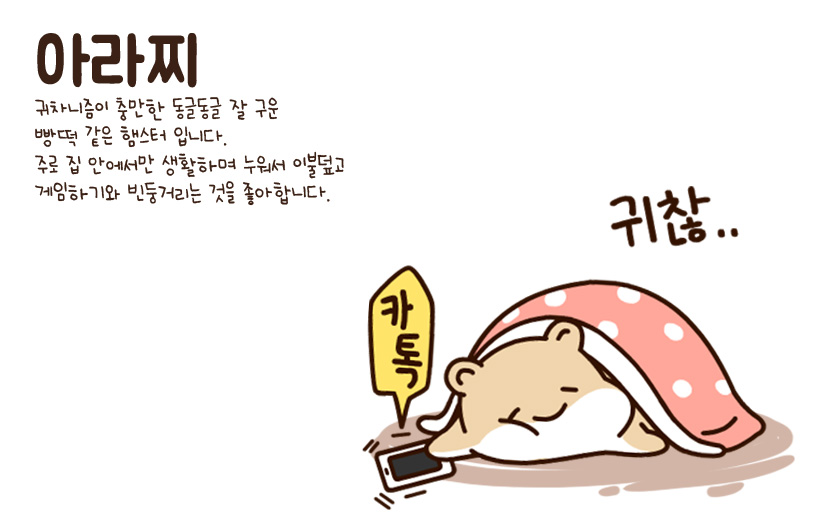 아라찌
귀차니즘이 충만한 동글동글 잘 구운
빵떡 같은 햄스터 입니다.
주로 집 안에서만 생활하며 누워서 이불덮고
게임하기와 빈둥거리는 것을 좋아합니다.
귀찮..
카
톡